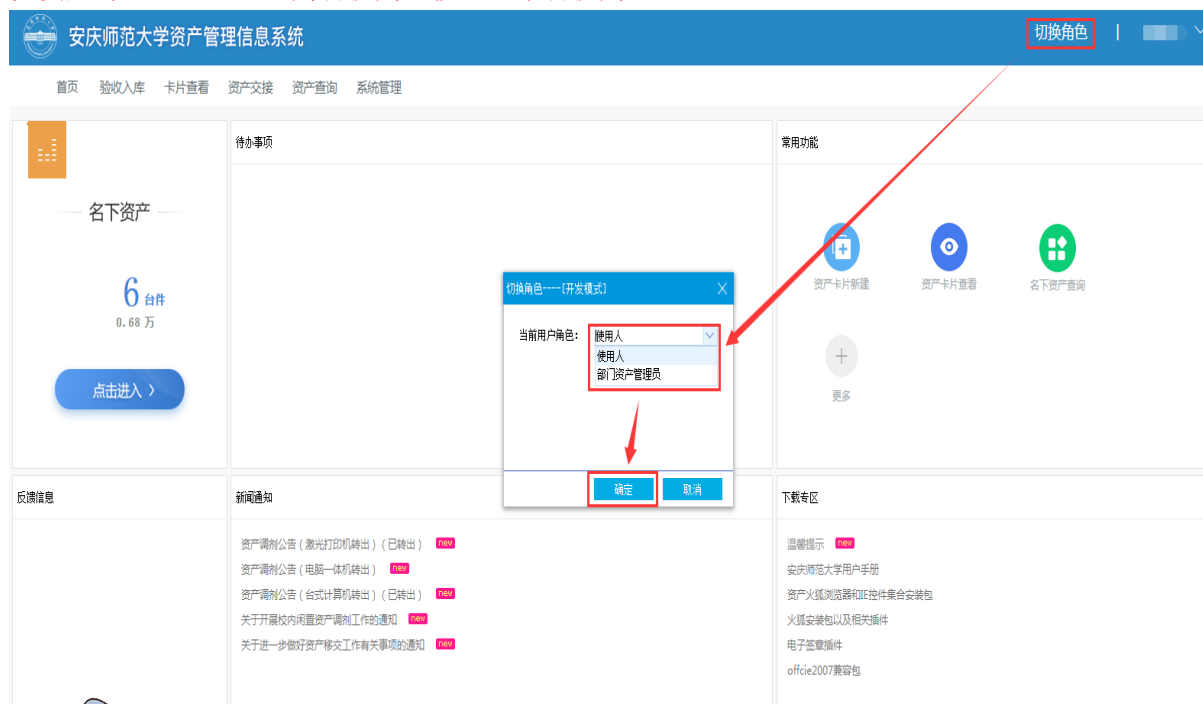 安庆师范大学资产管理信息系统
切换角色 |
首页 验收入库 卡片查看 资产交接 资产查询 系统管理
名下资产
6 台件
0.68 万
点击进入 〉
待办事项
常用功能
资产卡片新建 资产卡片查看 名下资产查询
更多
切换角色----[开发模式]
当前用户角色： 使用人
使用人
部门资产管理员
确定 取消
反馈信息
新闻通知
资产调剂公告（激光打印机转出）(已转出） new
资产调剂公告（电脑一体机转出） new
资产调剂公告（台式计算机转出）(已转出） new
关于开展校内闲置资产调剂工作的通知 new
关于进一步做好资产移交工作有关事项的通知 new
下载专区
温馨提示 new
安庆师范大学用户手册
资产火狐浏览器和IE控件集合安装包
火狐安装包以及相关插件
电子签章插件
offcie2007兼容包